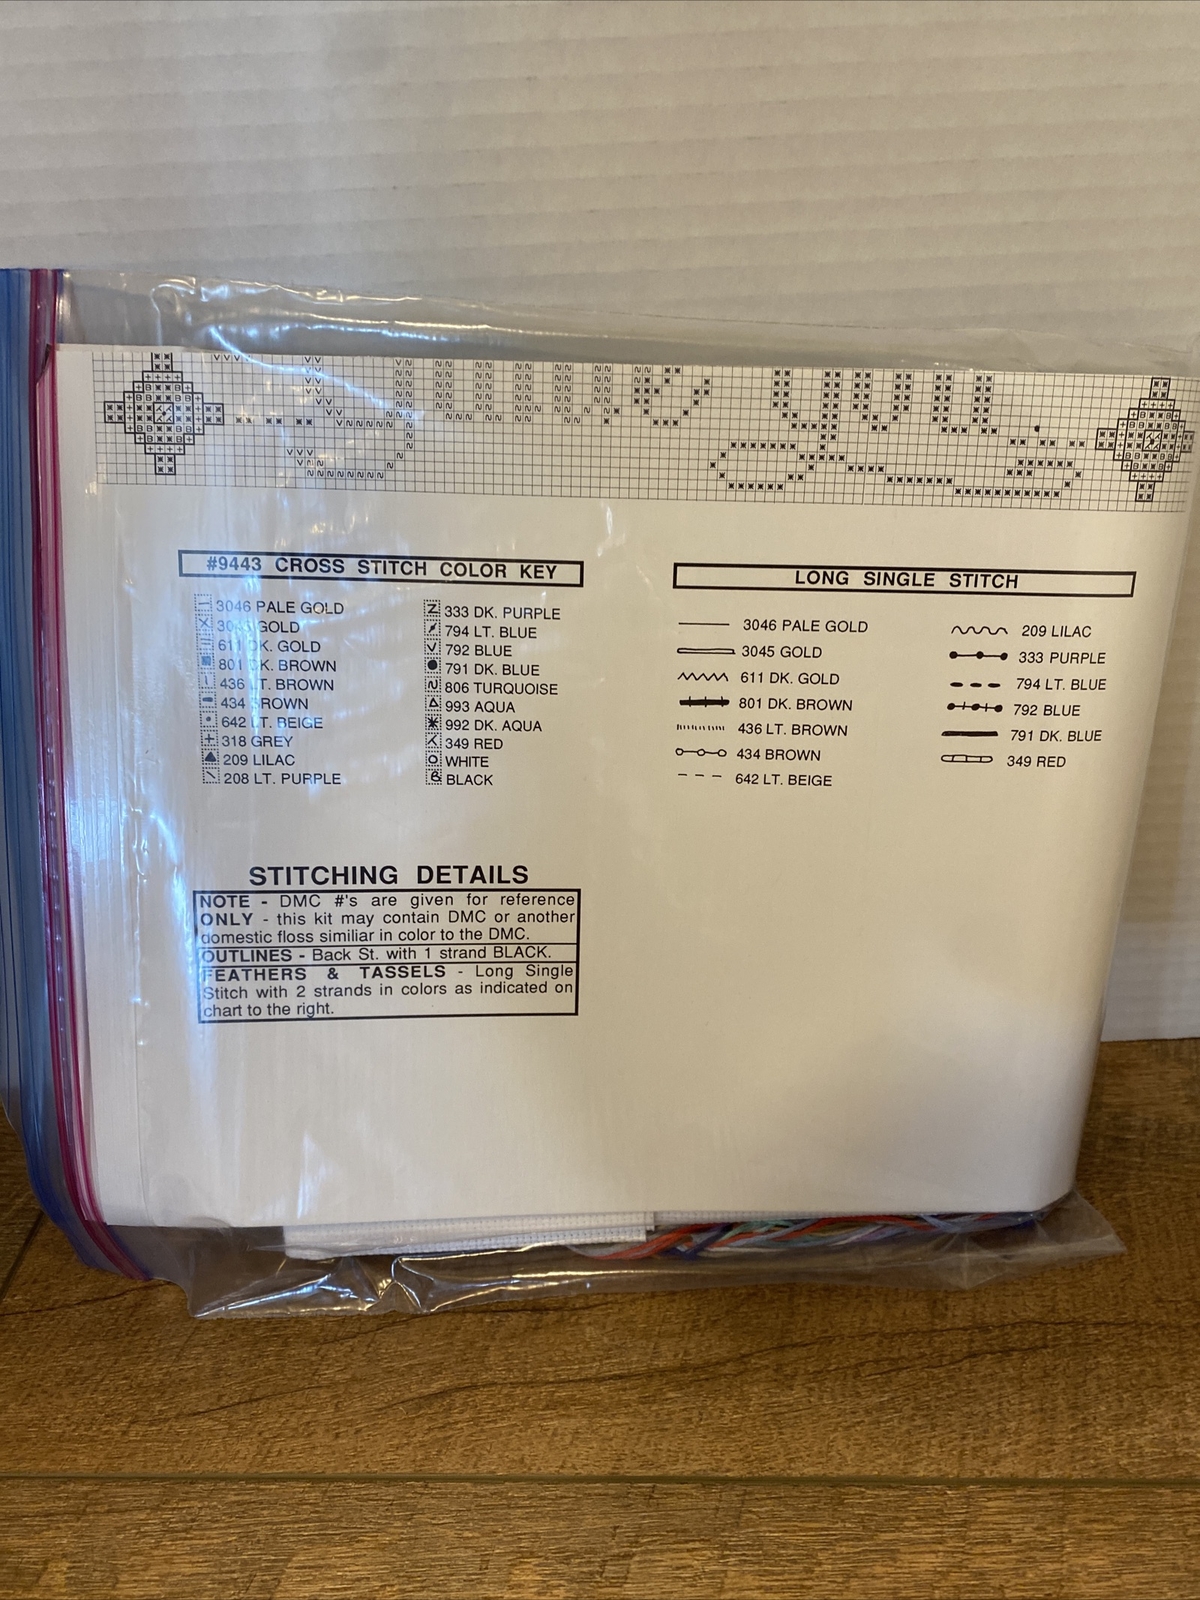 #9443 CROSS STITCH COLOR KEY
3046 PALE GOLD
GOLD
611 DK. GOLD
801 DK. BROWN
436 LT. BROWN
434 BROWN
642 LT. BEIGE
318 GREY
209 LILAC
208 LT. PURPLE
333 DK. PURPLE
794 LT. BLUE
792 BLUE
791 DK. BLUE
806 TURQUOISE
993 AQUA
992 DK. AQUA
349 RED
WHITE
BLACK
LONG SINGLE STITCH
3046 PALE GOLD
3045 GOLD
611 DK. GOLD
801 DK. BROWN
436 LT. BROWN
434 BROWN
642 LT. BEIGE
209 LILAC
333 PURPLE
794 LT. BLUE
792 BLUE
791 DK. BLUE
349 RED
STITCHING DETAILS
NOTE - DMC #'s are given for reference
ONLY - this kit may contain DMC or another
domestic floss similiar in color to the DMC.
OUTLINES - Back St. with 1 strand BLACK.
FEATHERS & TASSELS - Long Single
Stitch with 2 strands in colors as indicated on
chart to the right.